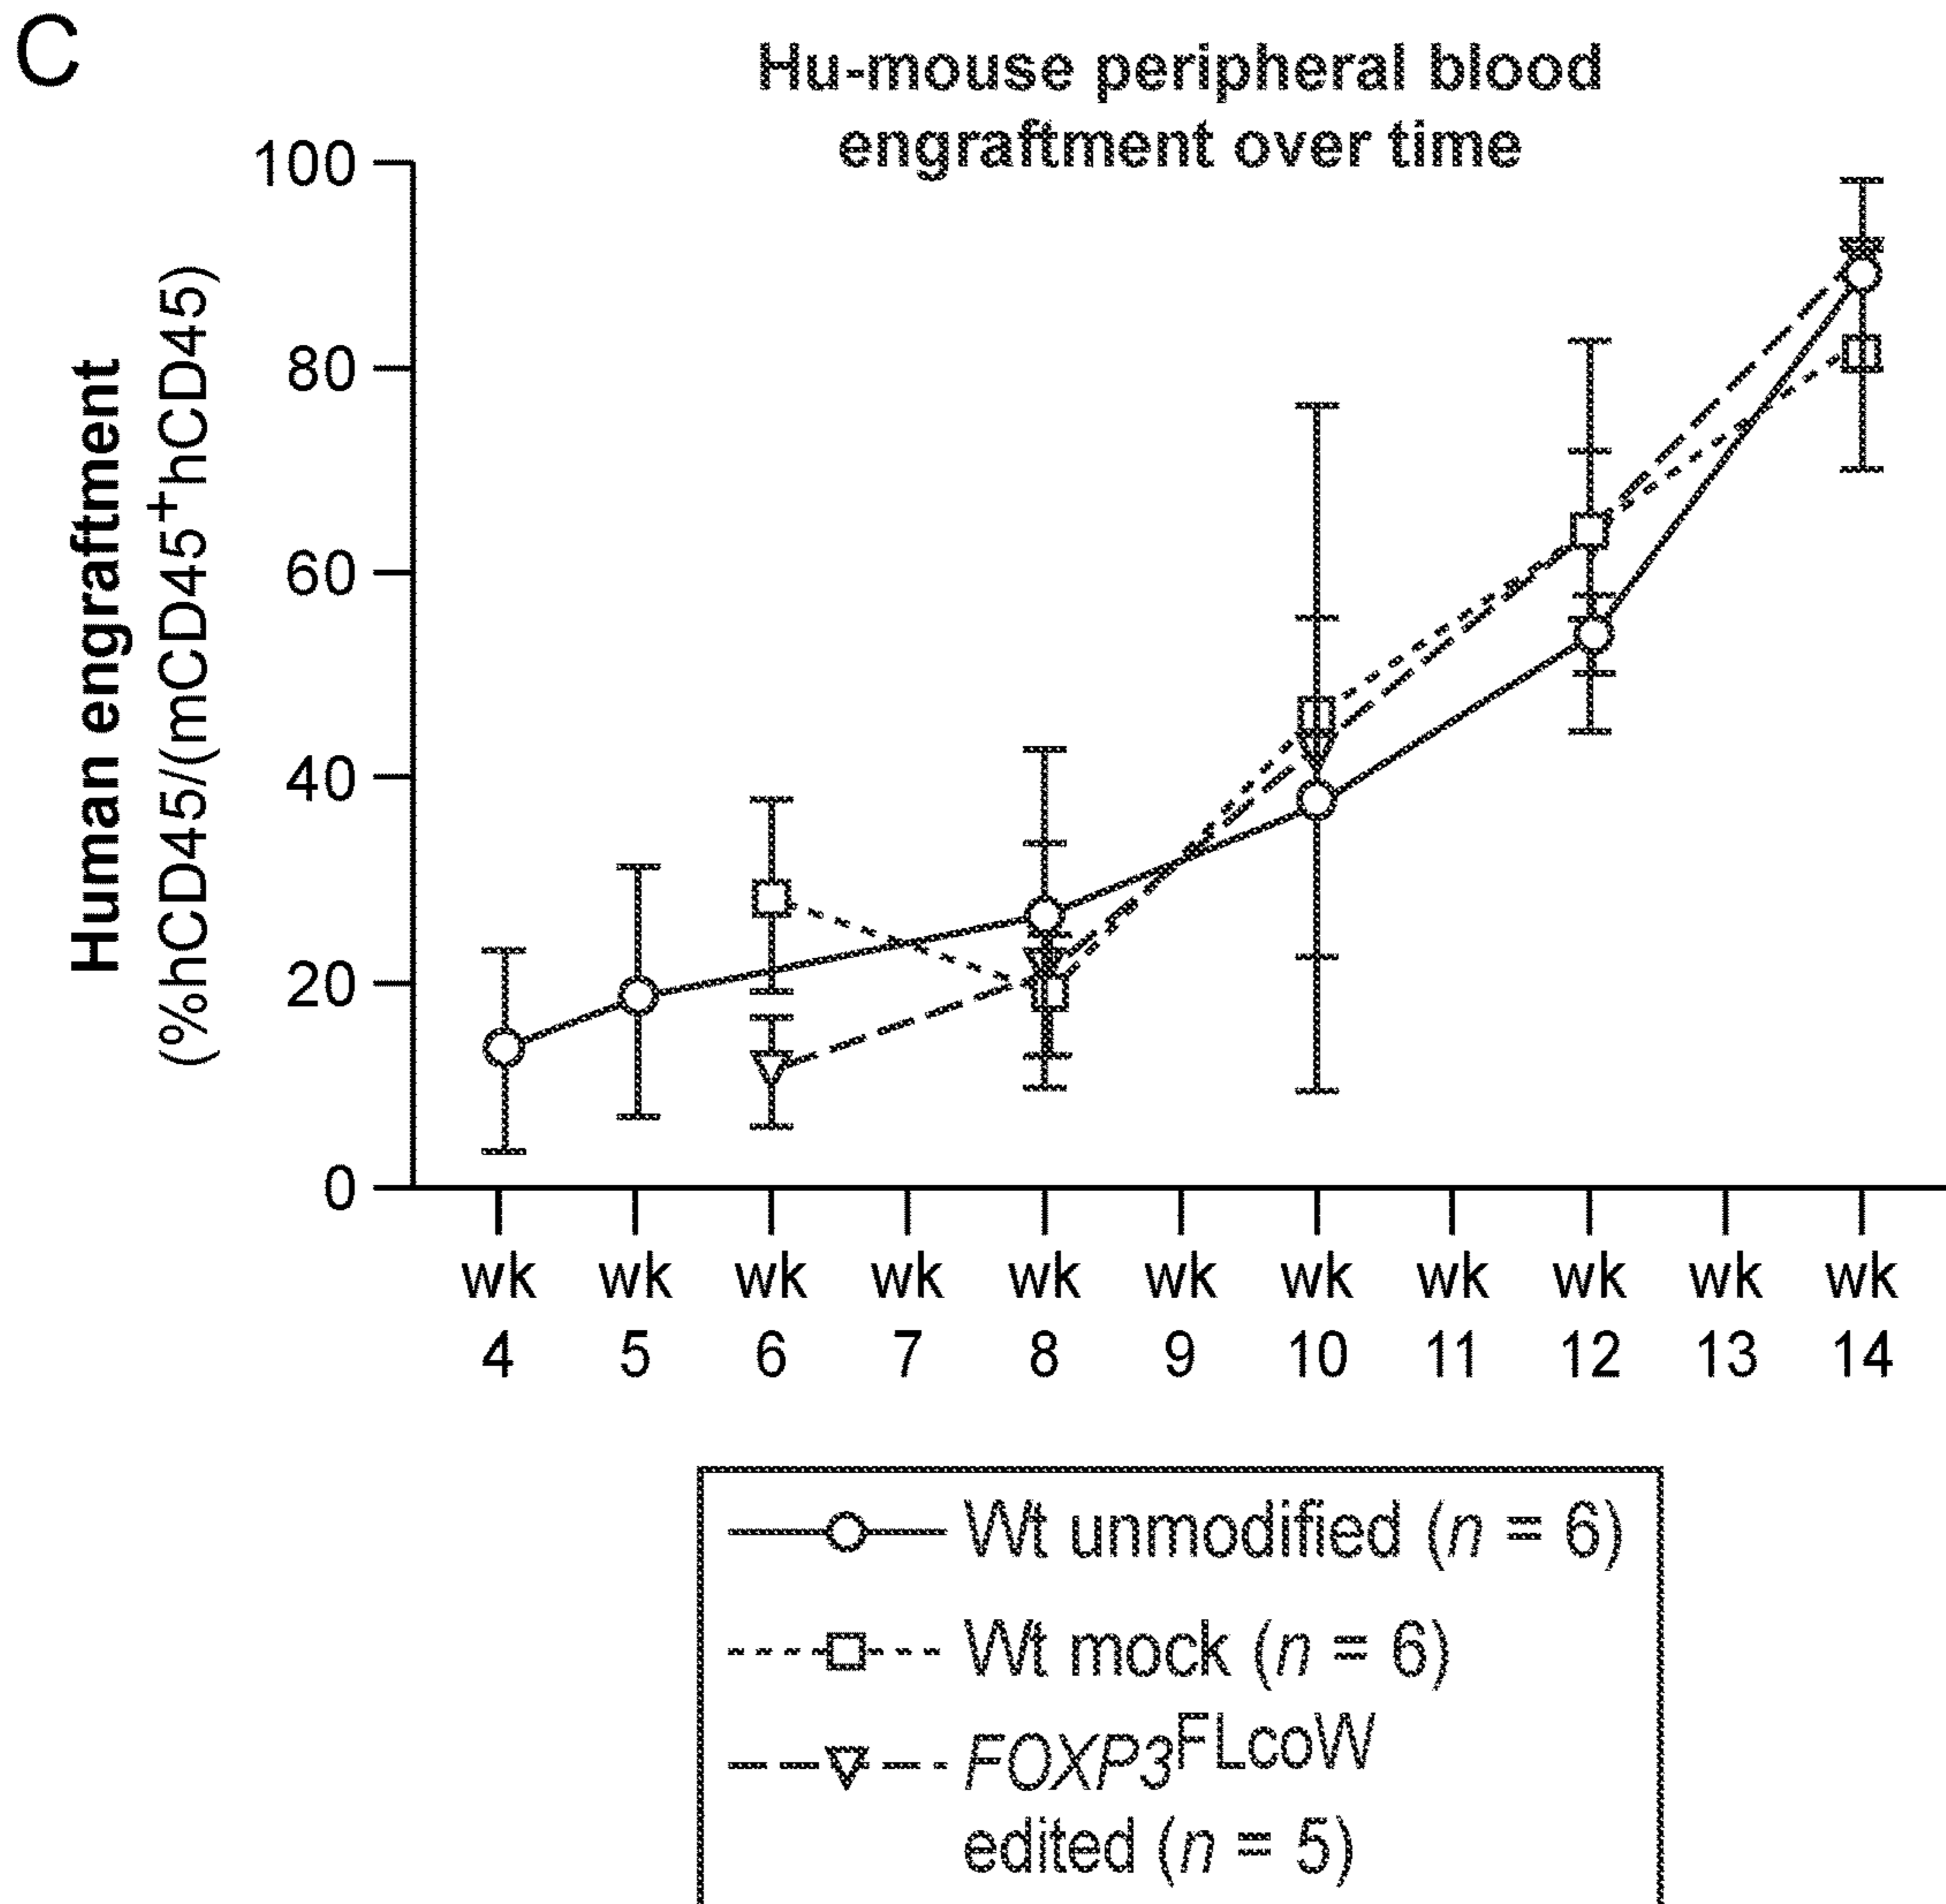 C
Hu-mouse peripheral blood
engraftment over time
Human engraftment
(%hCD45/(mCD45+hCD45)
100
80
60
40
20
0
wk wk wk wk wk wk wk wk wk wk wk
4 5 6 7 8 9 10 11 12 13 14
Wt unmodified (n = 6)
Wt mock (n = 6)
FOXP3FLcoW
edited (n = 5)